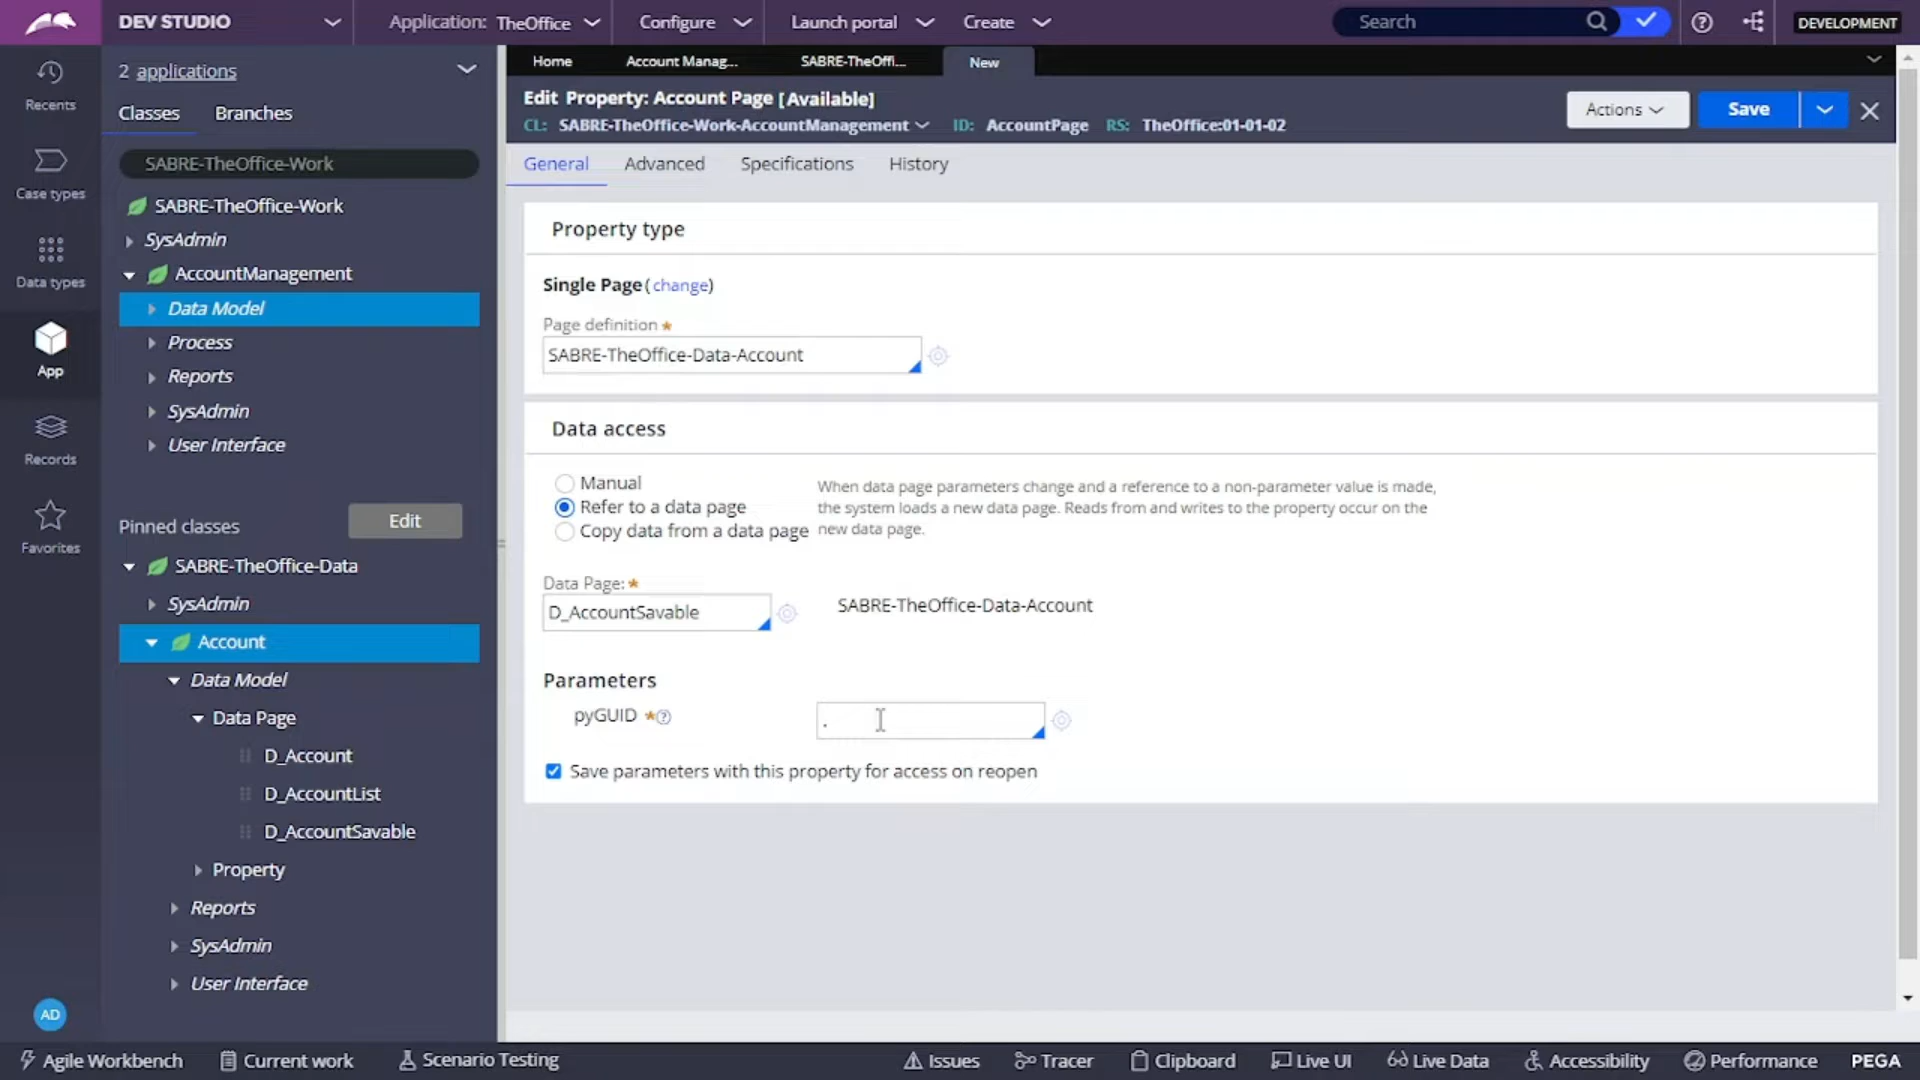 DEV STUDIO
Application: TheOffice
Configure
Launch portal
Create
Search
DEVELOPMENT
Recents
Case types
Data types
App
Records
Favorites
AD
2 applications
Classes
Branches
SABRE-TheOffice-Work
SABRE-TheOffice-Work
SysAdmin
AccountManagement
Data Model
Process
Reports
SysAdmin
User Interface
Pinned classes
Edit
SABRE-TheOffice-Data
SysAdmin
Account
Data Model
Data Page
D_Account
D_AccountList
D_AccountSavable
Property
Reports
SysAdmin
User Interface
Home
Account Manag...
SABRE-TheOffi...
New
Edit Property: Account Page [Available]
CL: SABRE-TheOffice-Work-AccountManagement ID: AccountPage RS: TheOffice:01-01-02
Actions
Save
General
Advanced
Specifications
History
Property type
Single Page(change)
Page definition *
SABRE-TheOffice-Data-Account
Data access
Manual
Refer to a data page
Copy data from a data page
When data page parameters change and a reference to a non-parameter value is made,
the system loads a new data page. Reads from and writes to the property occur on the
new data page.
Data Page: *
D_AccountSavable
SABRE-TheOffice-Data-Account
Parameters
pyGUID *?
.
Save parameters with this property for access on reopen
Agile Workbench
Current work
Scenario Testing
Issues
Tracer
Clipboard
Live UI
Live Data
Accessibility
Performance
PEGA